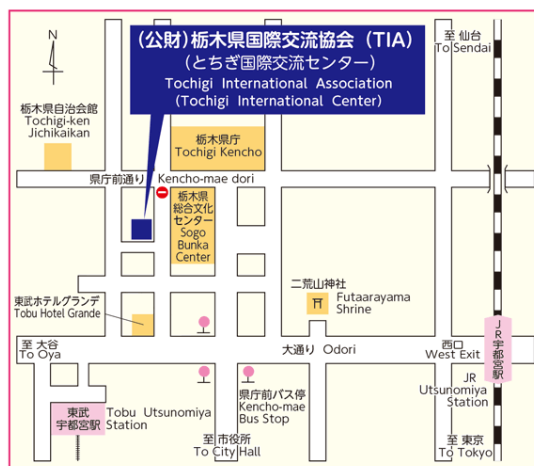 (公財)栃木県国際交流協会 (TIA)
(とちぎ国際交流センター)
Tochigi International Association
(Tochigi International Center)
至 仙台
To Sendai
N
栃木県自治会館
Tochigi-ken
Jichikaikan
栃木県庁
Tochigi Kencho
県庁前通り Kencho-mae dori
栃木県
総合文化
センター
Sogo
Bunka
Center
東武ホテルグランデ
Tobu Hotel Grande
二荒山神社
Futaarayama
Shrine
至 大谷
To Oya
大通り Odori
西口
West Exit
JR宇都宮駅
JR
Utsunomiya
Station
東武
宇都宮駅
Tobu Utsunomiya
Station
県庁前バス停
Kencho-mae
Bus Stop
至 市役所
To City Hall
至 東京
To Tokyo